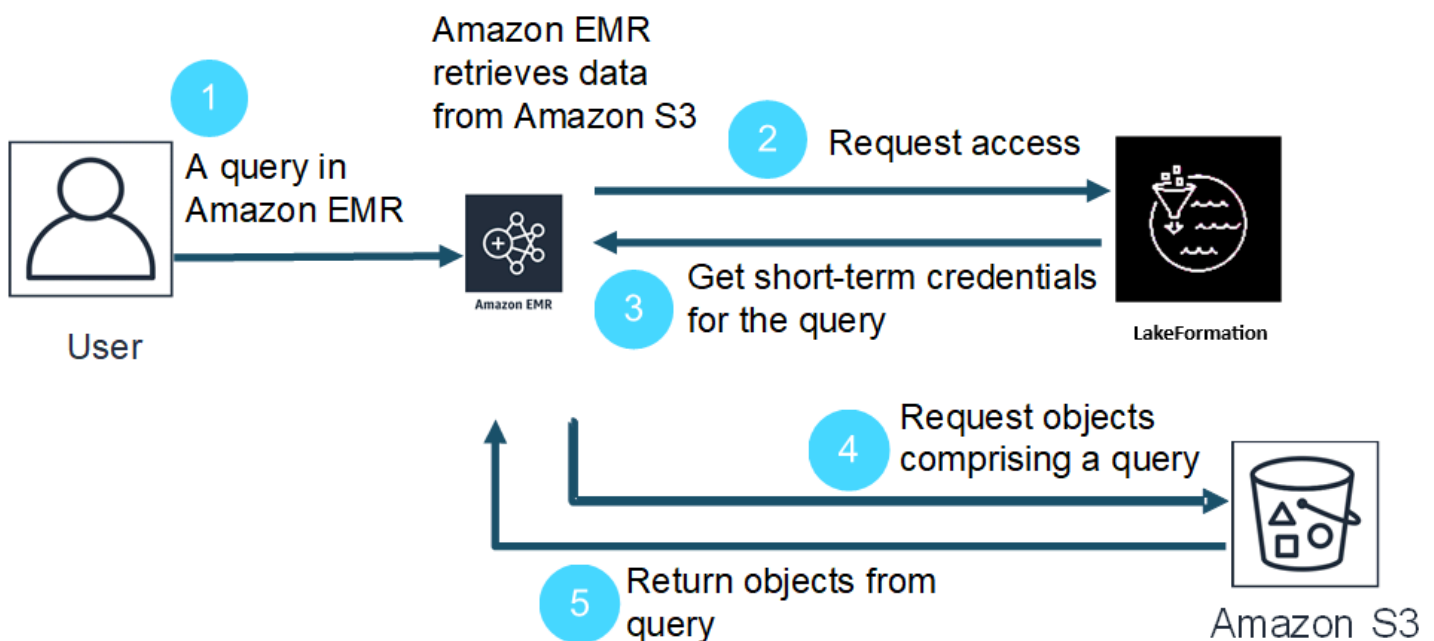 Amazon EMR
retrieves data
from Amazon S3
1
A query in
Amazon EMR
User
Amazon EMR
2
Request access
3
Get short-term credentials
for the query
LakeFormation
4
Request objects
comprising a query
5
Return objects from
query
Amazon S3